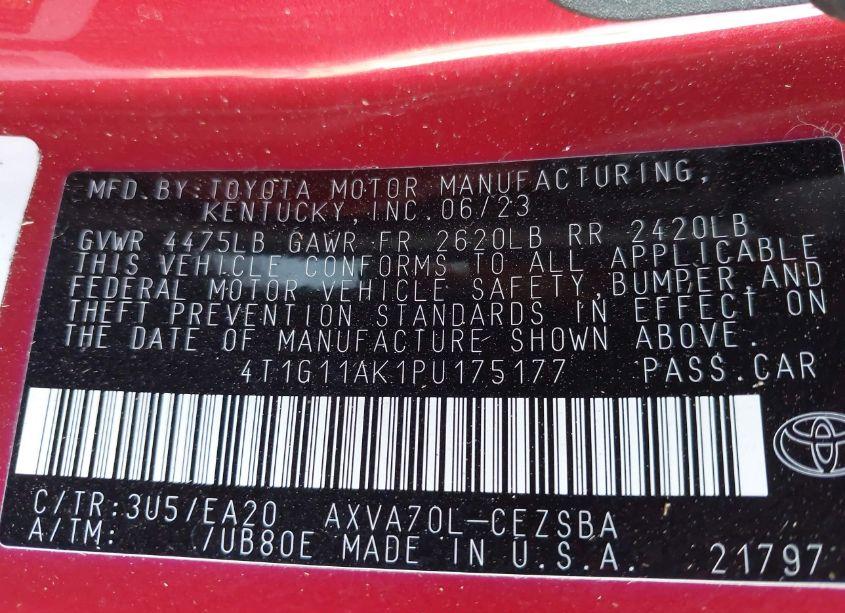 MFD. BY: TOYOTA MOTOR MANUFACTURING,
KENTUCKY, INC. 06/23
GVWR 4475LB GAWR FR 2620LB RR 2420LB
THIS VEHICLE CONFORMS TO ALL APPLICABLE
FEDERAL MOTOR VEHICLE SAFETY, BUMPER, AND
THEFT PREVENTION STANDARDS IN EFFECT ON
THE DATE OF MANUFACTURE SHOWN ABOVE.
4T1G11AK1PU175177 PASS. CAR
C/TR: 3U5/EA20 AXVA70L-CEZSBA
A/TM: /UB80E MADE IN U.S.A. 21797